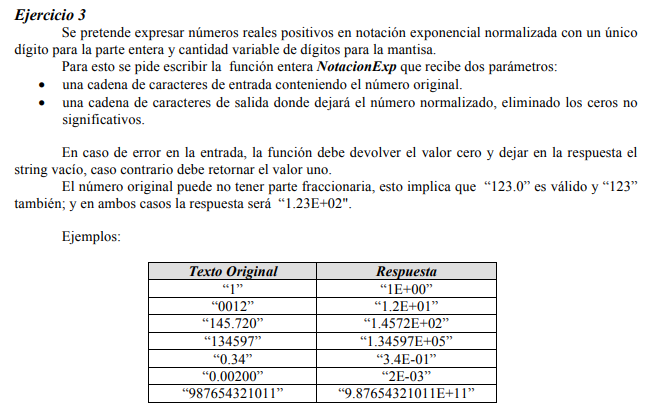 Ejercicio 3
Se pretende expresar números reales positivos en notación exponencial normalizada con un único
dígito para la parte entera y cantidad variable de dígitos para la mantisa.
Para esto se pide escribir la función entera NotacionExp que recibe dos parámetros:
• una cadena de caracteres de entrada conteniendo el número original.
• una cadena de caracteres de salida donde dejará el número normalizado, eliminado los ceros no
significativos.
En caso de error en la entrada, la función debe devolver el valor cero y dejar en la respuesta el
string vacío, caso contrario debe retornar el valor uno.
El número original puede no tener parte fraccionaria, esto implica que “123.0” es válido y “123”
también; y en ambos casos la respuesta será “1.23E+02".
Ejemplos:
Texto Original Respuesta
“1” “1E+00”
“0012” “1.2E+01”
“145.720” “1.4572E+02”
“134597” “1.34597E+05”
“0.34” “3.4E-01”
“0.00200” “2E-03”
“987654321011” “9.87654321011E+11”